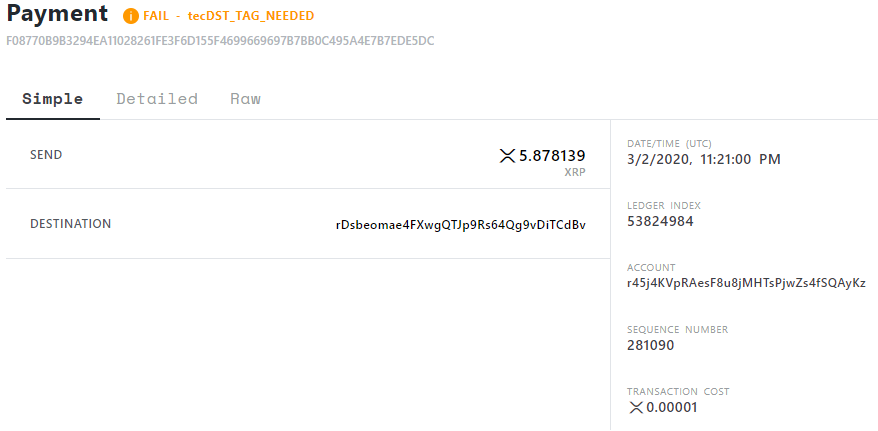 Payment FAIL - tecDST_TAG_NEEDED
F08770B9B3294EA11028261FE3F6D155F4699669697B7BB0C495A4E7B7EDE5DC
Simple Detailed Raw
SEND 5.878139
XRP
DESTINATION rDsbeomae4FXwgQTJp9Rs64Qg9vDiTCdBv
DATE/TIME (UTC)
3/2/2020, 11:21:00 PM
LEDGER INDEX
53824984
ACCOUNT
r45j4KVpRAesF8u8jMHTsPjwZs4fSQAyKz
SEQUENCE NUMBER
281090
TRANSACTION COST
0.00001